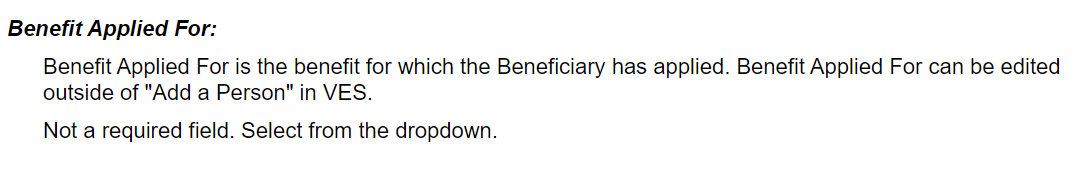 Benefit Applied For:
Benefit Applied For is the benefit for which the Beneficiary has applied. Benefit Applied For can be edited
outside of "Add a Person" in VES.
Not a required field. Select from the dropdown.